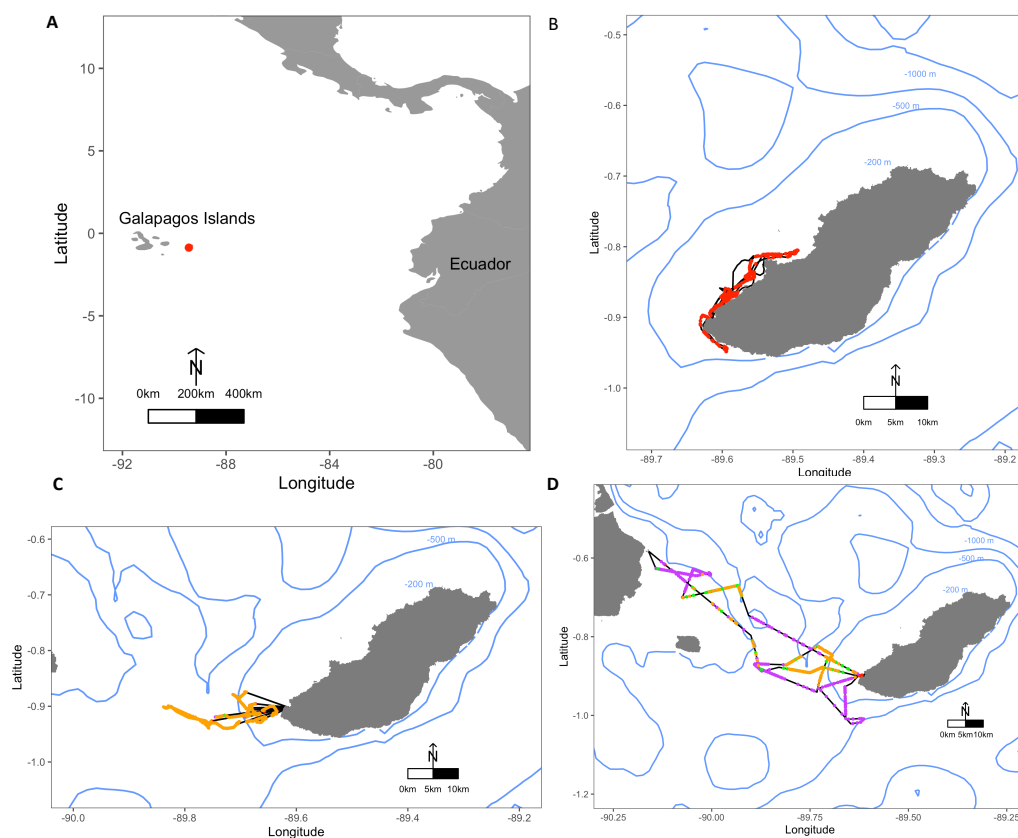 A
10
5
0
-5
-10
Latitude
Galapagos Islands
Ecuador
N
0km 200km 400km
-92 -88 -84 -80
Longitude
B
-0.5
-0.6
-0.7
-0.8
-0.9
-1.0
Latitude
-1000 m
-500 m
-200 m
N
0km 5km 10km
-89.7 -89.6 -89.5 -89.4 -89.3 -89.2
Longitude
C
-0.6
-0.7
-0.8
-0.9
-1.0
Latitude
-500 m
-200 m
N
0km 5km 10km
-90.0 -89.8 -89.6 -89.4 -89.2
Longitude
D
-0.6
-0.8
-1.0
-1.2
Latitude
-1000 m
-500 m
-200 m
N
0km 5km10km
-90.25 -90.00 -89.75 -89.50 -89.25
Longitude